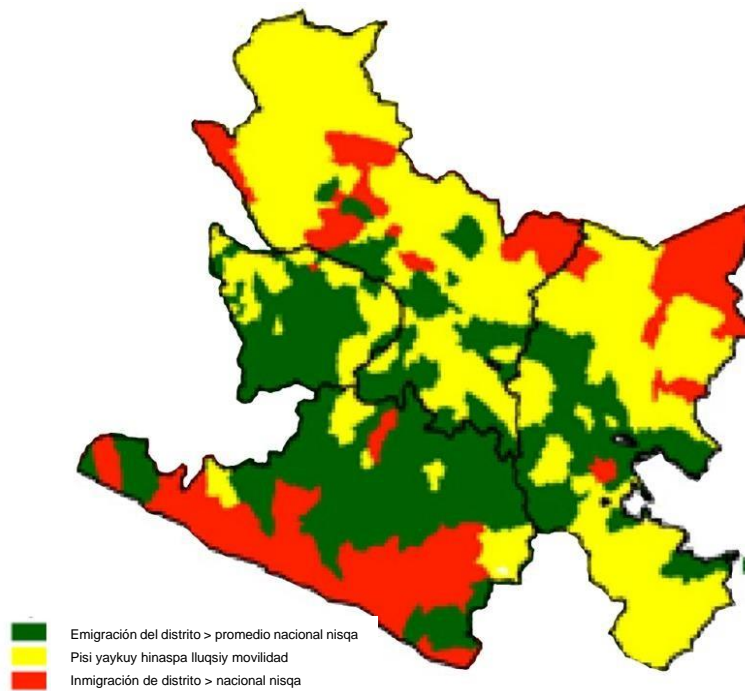 Emigración del distrito > promedio nacional nisqa
Pisi yaykuy hinaspa lluqsiy movilidad
Inmigración de distrito > nacional nisqa